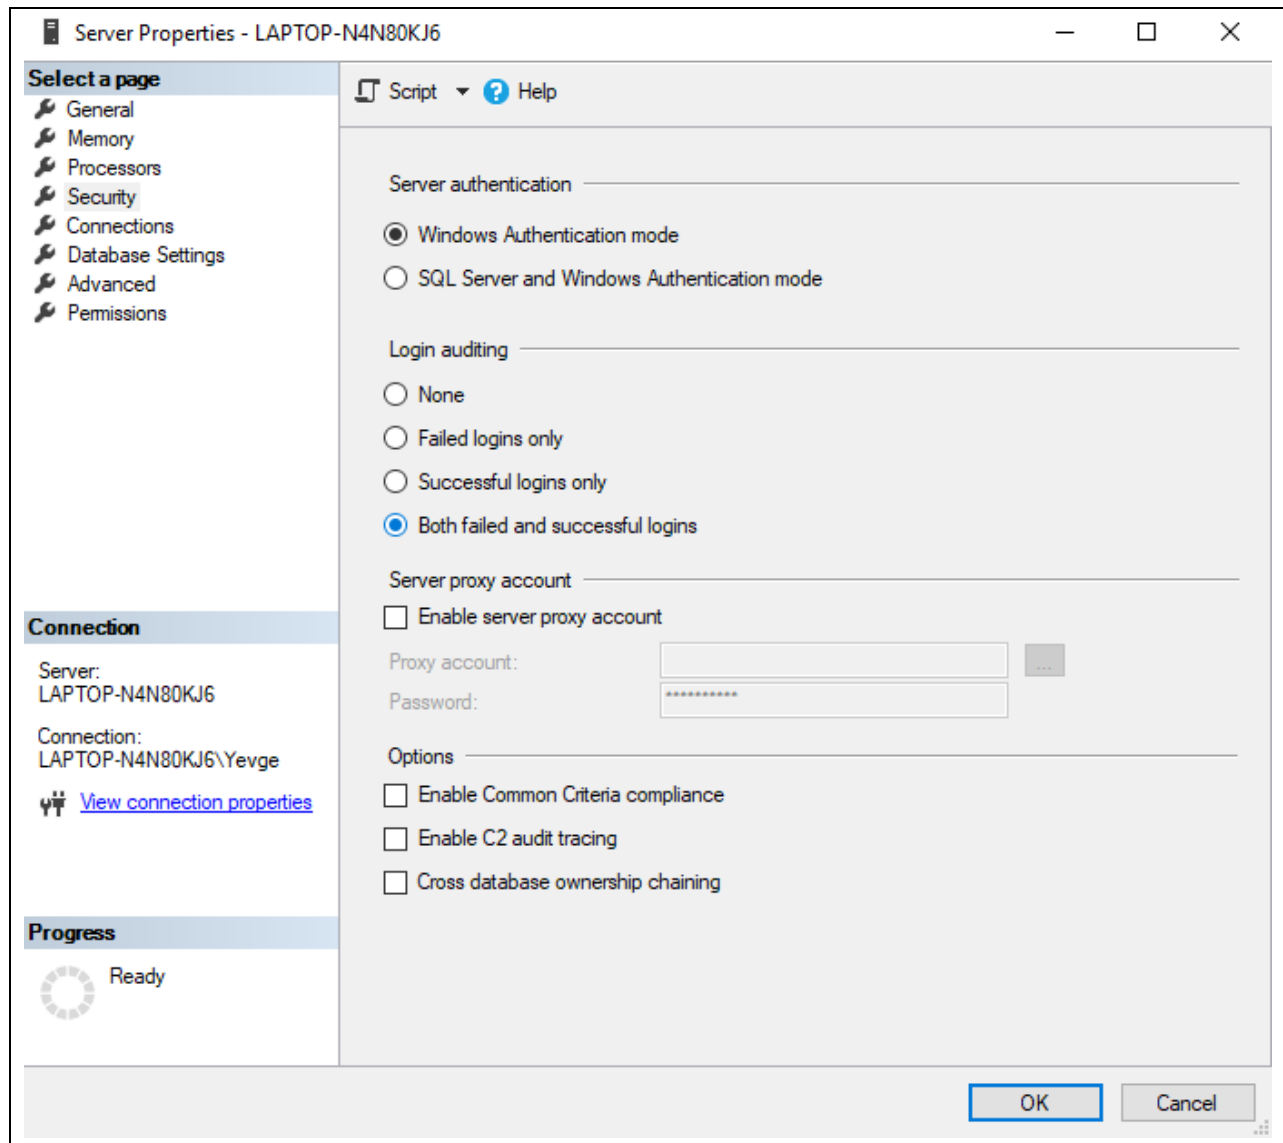 Server Properties - LAPTOP-N4N80KJ6
Select a page
General
Memory
Processors
Security
Connections
Database Settings
Advanced
Permissions
Connection
Server:
LAPTOP-N4N80KJ6
Connection:
LAPTOP-N4N80KJ6\Yevge
View connection properties
Progress
Ready
Script
Help
Server authentication
Windows Authentication mode
SQL Server and Windows Authentication mode
Login auditing
None
Failed logins only
Successful logins only
Both failed and successful logins
Server proxy account
Enable server proxy account
Proxy account:
...
Password: **********
Options
Enable Common Criteria compliance
Enable C2 audit tracing
Cross database ownership chaining
OK
Cancel